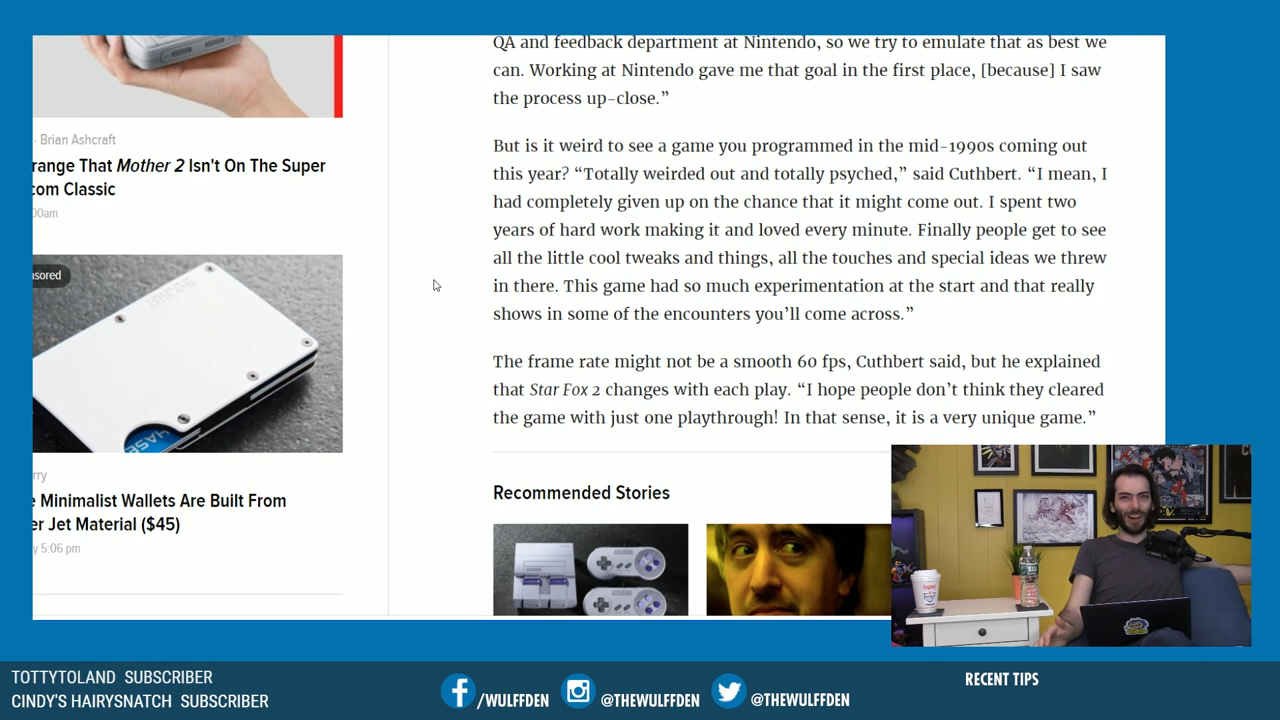 QA and feedback department at Nintendo, so we try to emulate that as best we
can. Working at Nintendo gave me that goal in the first place, [because] I saw
the process up-close.”
But is it weird to see a game you programmed in the mid-1990s coming out
this year? “Totally weirded out and totally psyched,” said Cuthbert. “I mean, I
had completely given up on the chance that it might come out. I spent two
years of hard work making it and loved every minute. Finally people get to see
all the little cool tweaks and things, all the touches and special ideas we threw
in there. This game had so much experimentation at the start and that really
shows in some of the encounters you’ll come across.”
The frame rate might not be a smooth 60 fps, Cuthbert said, but he explained
that Star Fox 2 changes with each play. “I hope people don’t think they cleared
the game with just one playthrough! In that sense, it is a very unique game.”
Recommended Stories
- Brian Ashcraft
range That Mother 2 Isn't On The Super
com Classic
00am
nsored
RIDGE
CHASE
rry
e Minimalist Wallets Are Built From
er Jet Material ($45)
y 5:06 pm
TOTTYTOLAND SUBSCRIBER
CINDY'S HAIRYSNATCH SUBSCRIBER
/WULFFDEN
@THEWULFFDEN
@THEWULFFDEN
RECENT TIPS